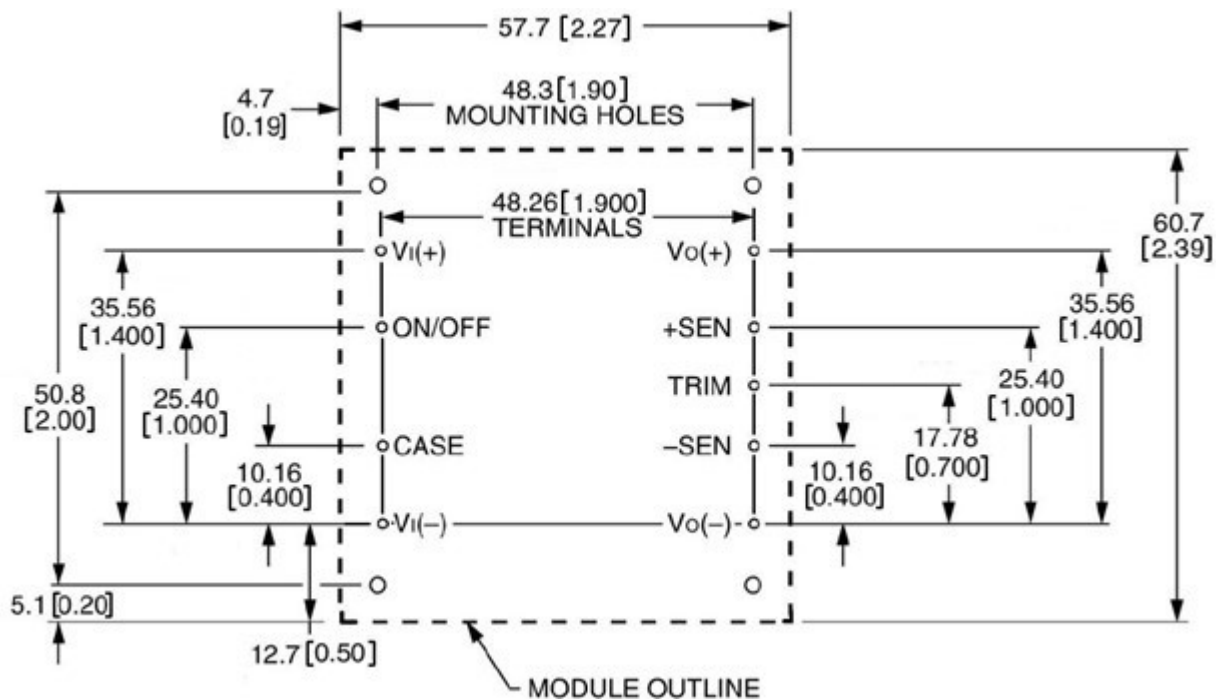 57.7 [2.27]
4.7
[0.19]
48.3[1.90]
MOUNTING HOLES
48.26[1.900]
TERMINALS
VI(+)
VO(+)
60.7
[2.39]
35.56
[1.400]
35.56
[1.400]
ON/OFF
+SEN
50.8
[2.00]
25.40
[1.000]
TRIM
25.40
[1.000]
CASE
–SEN
17.78
[0.700]
10.16
[0.400]
10.16
[0.400]
VI(–)
VO(–)
5.1[0.20]
12.7[0.50]
MODULE OUTLINE